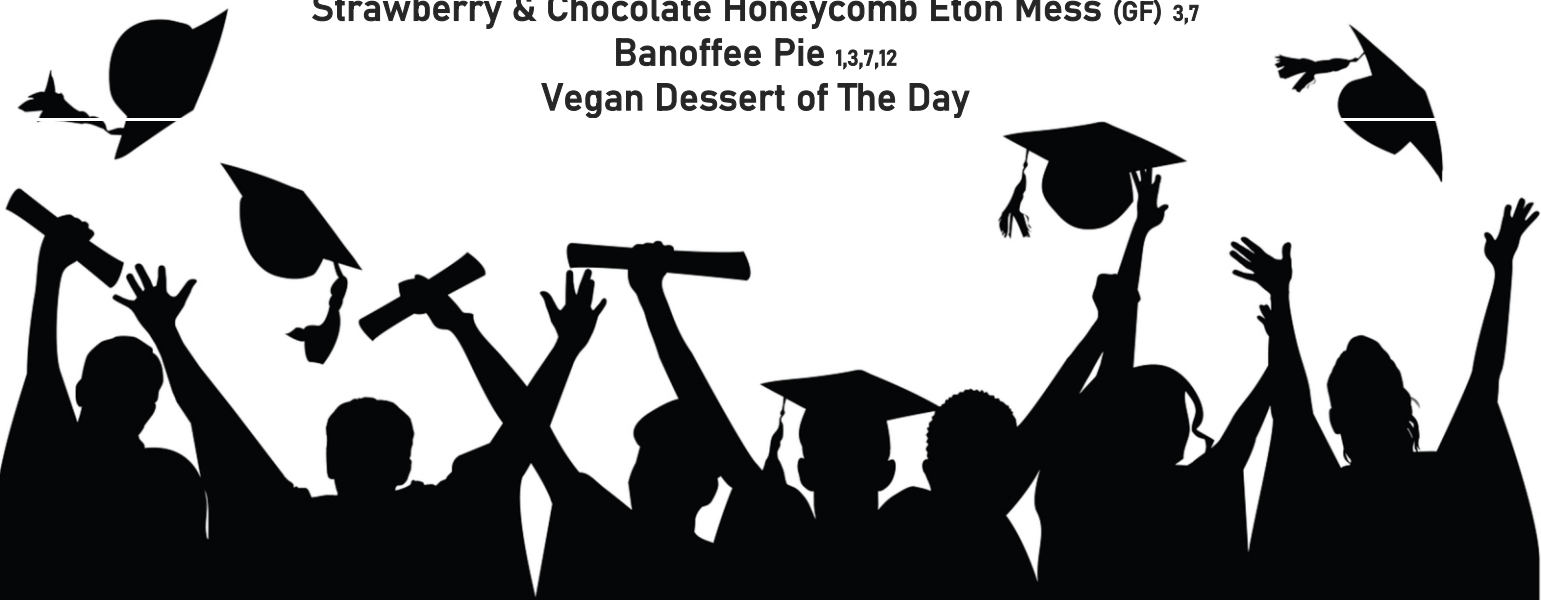 Strawberry & Chocolate Honeycomb Eton Mess (GF) 3,7
Banoffee Pie 1,3,7,12
Vegan Dessert of The Day